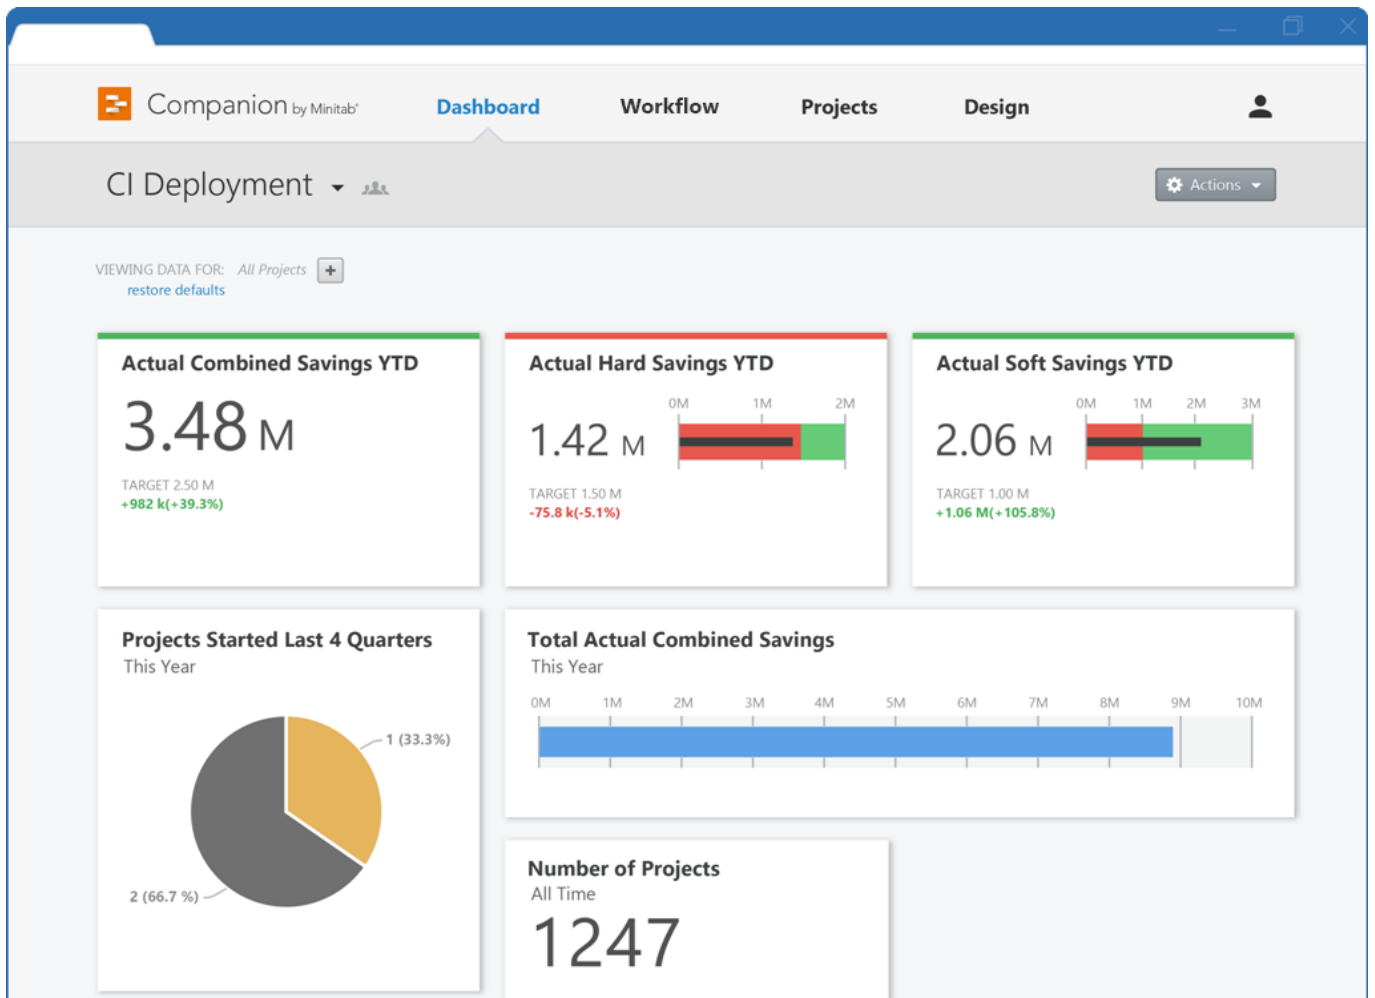 Companion by Minitab®
Dashboard
Workflow
Projects
Design
CI Deployment
Actions
VIEWING DATA FOR: All Projects +
restore defaults
Actual Combined Savings YTD
3.48 M
TARGET 2.50 M
+982 k(+39.3%)
Actual Hard Savings YTD
0M 1M 2M
1.42 M
TARGET 1.50 M
-75.8 k(-5.1%)
Actual Soft Savings YTD
0M 1M 2M 3M
2.06 M
TARGET 1.00 M
+1.06 M(+105.8%)
Projects Started Last 4 Quarters
This Year
1 (33.3%)
2 (66.7 %)
Total Actual Combined Savings
This Year
0M 1M 2M 3M 4M 5M 6M 7M 8M 9M 10M
Number of Projects
All Time
1247